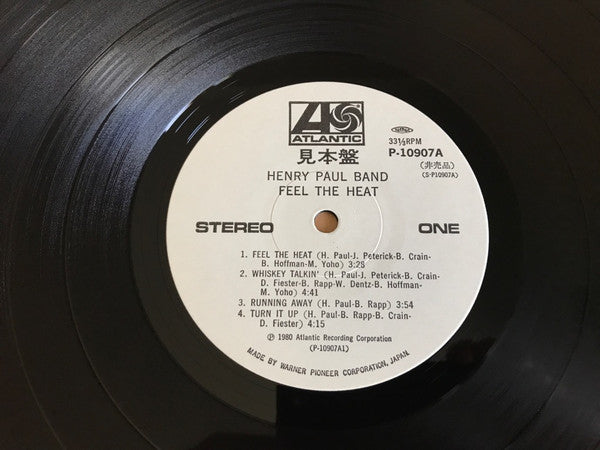 ATLANTIC
見本盤
33⅓RPM
P-10907A
(非売品)
(S·P10907A)
HENRY PAUL BAND
FEEL THE HEAT
STEREO
ONE
1. FEEL THE HEAT (H. Paul-J. Peterick-B. Crain-
B. Hoffman-M. Yoho) 3:25
2. WHISKEY TALKIN' (H. Paul-J. Peterick-B. Crain-
D. Fiester-B. Rapp-W. Dentz-B. Hoffman-
M. Yoho) 4:41
3. RUNNING AWAY (H. Paul-B. Rapp) 3:54
4. TURN IT UP (H. Paul-B. Rapp-B. Crain-
D. Fiester) 4:15
℗ 1980 Atlantic Recording Corporation
(P-10907A1)
MADE BY WARNER PIONEER CORPORATION, JAPAN.